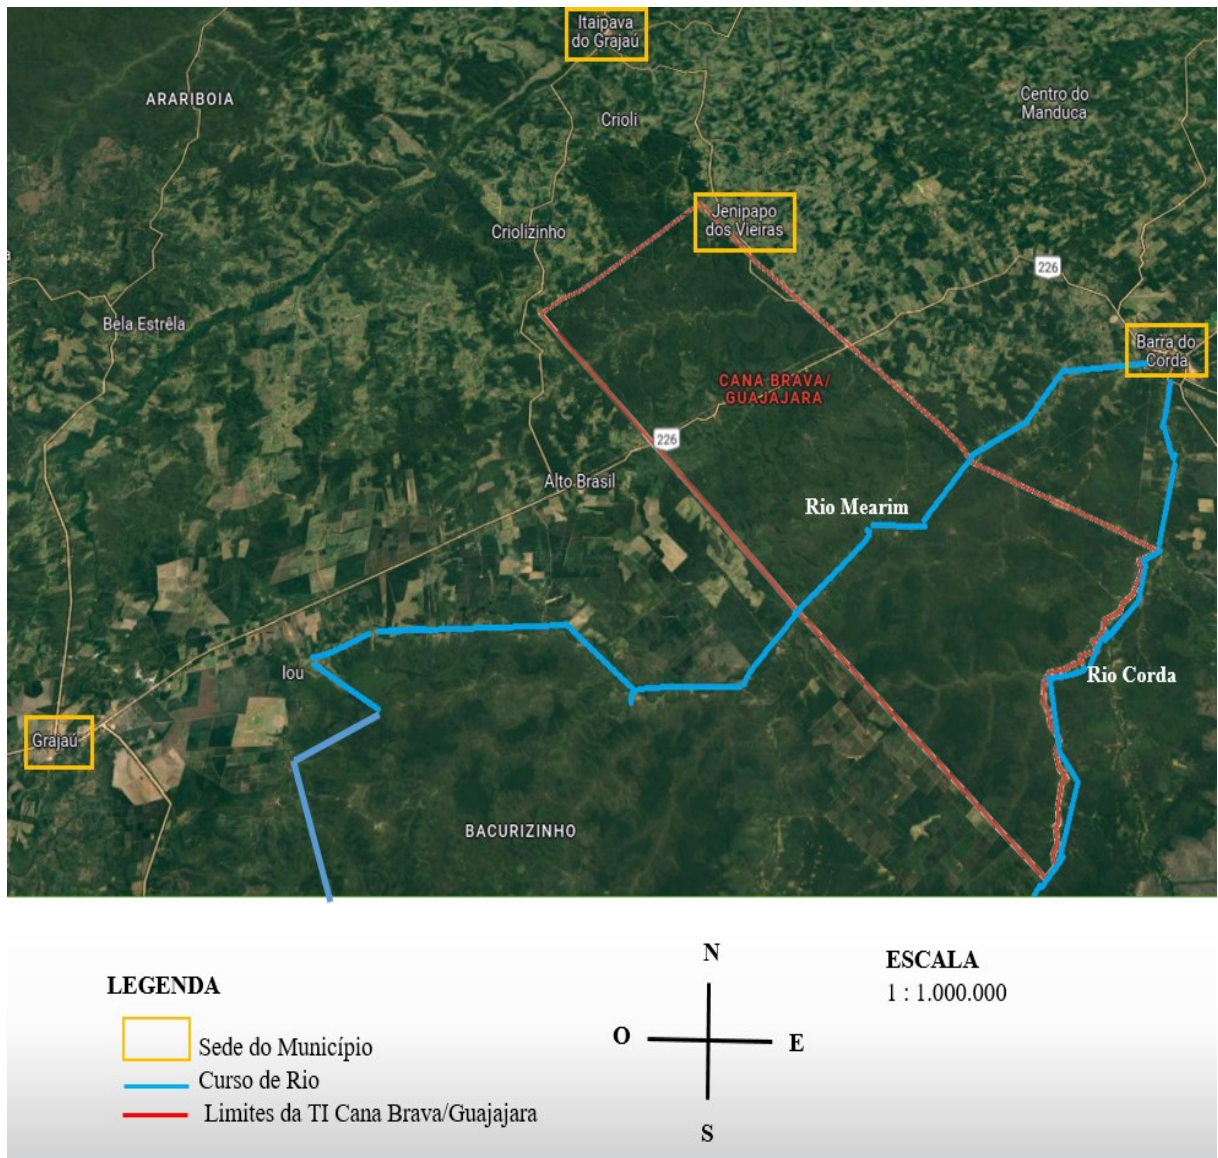 Itaipava
do Grajaú
ARARIBOIA
Centro do
Manduca
Crioli
Jenipapo
dos Vieiras
Criolizinho
a
226
Bela Estrêla
Barra do
Corda
CANA BRAVA/
GUAJAJARA
226
Alto Brasil
Rio Mearim
Iou
Rio Corda
Grajaú
BACURIZINHO
LEGENDA
Sede do Município
Curso de Rio
Limites da TI Cana Brava/Guajajara
N
O
E
S
ESCALA
1 : 1.000.000